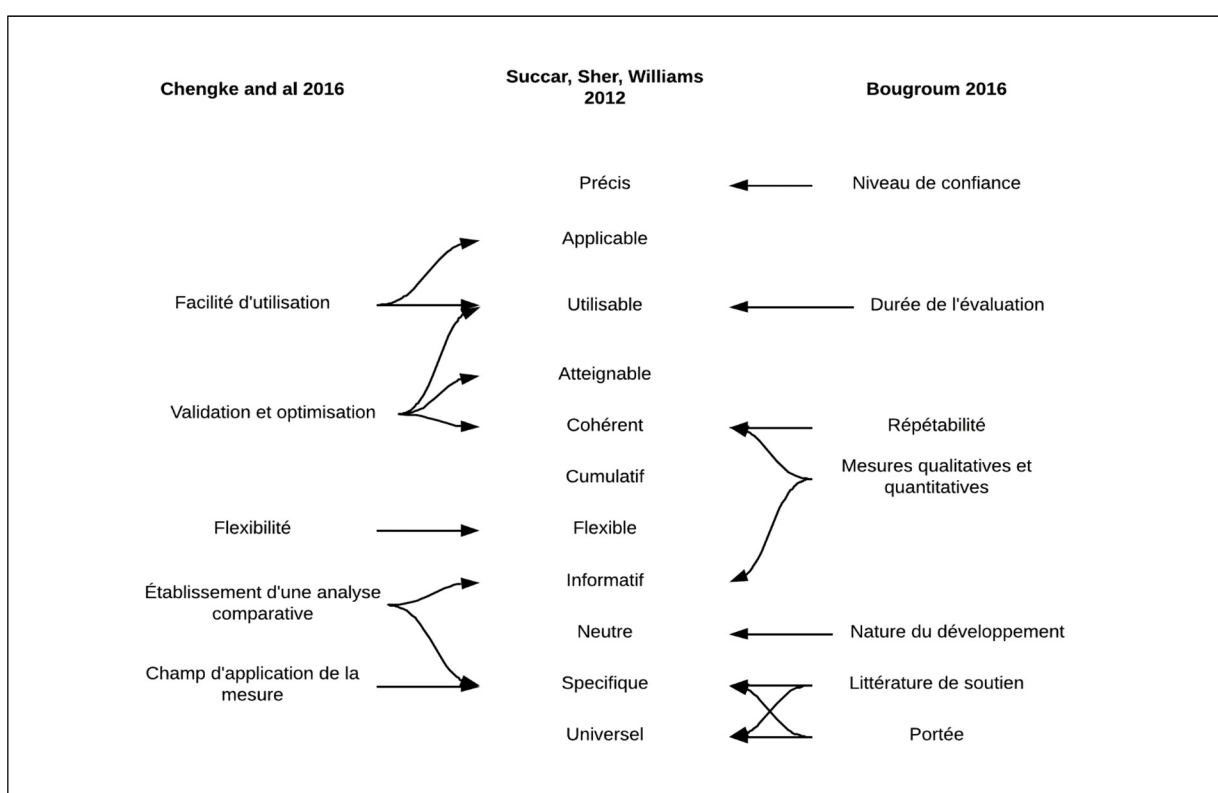 Chengke and al 2016
Succar, Sher, Williams
2012
Bougroum 2016
Précis
Niveau de confiance
Applicable
Facilité d'utilisation
Utilisable
Durée de l'évaluation
Atteignable
Validation et optimisation
Cohérent
Répétabilité
Cumulatif
Mesures qualitatives et
quantitatives
Flexibilité
Flexible
Établissement d'une analyse
comparative
Informatif
Neutre
Nature du développement
Champ d'application de la
mesure
Specifique
Littérature de soutien
Universel
Portée